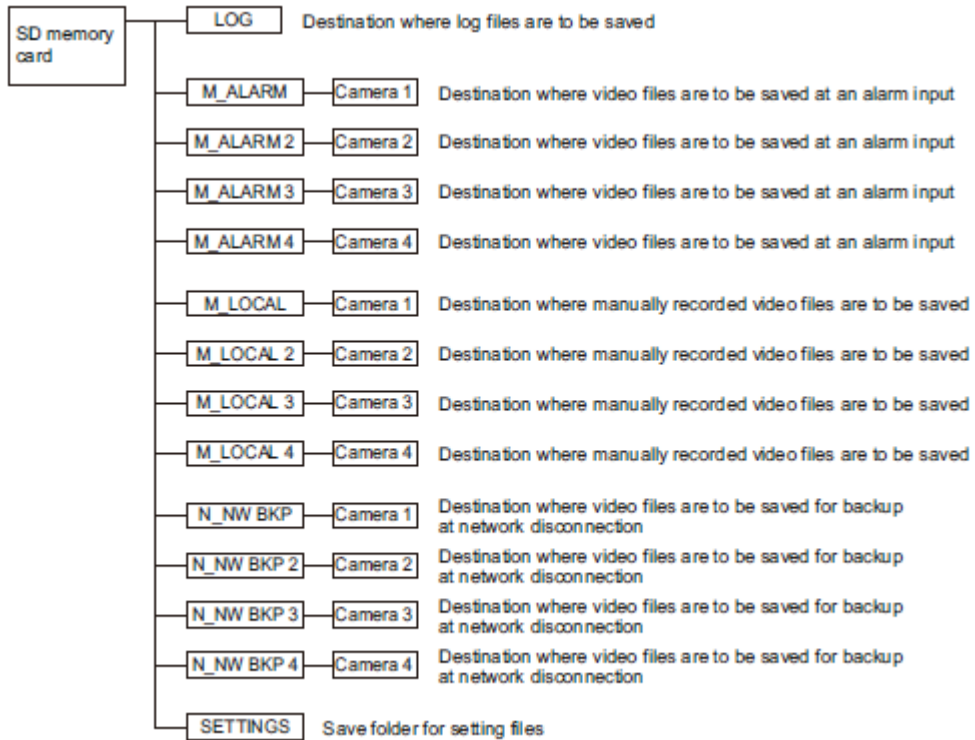 SD memory
card
LOG Destination where log files are to be saved
M_ALARM Camera 1 Destination where video files are to be saved at an alarm input
M_ALARM 2 Camera 2 Destination where video files are to be saved at an alarm input
M_ALARM 3 Camera 3 Destination where video files are to be saved at an alarm input
M_ALARM 4 Camera 4 Destination where video files are to be saved at an alarm input
M_LOCAL Camera 1 Destination where manually recorded video files are to be saved
M_LOCAL 2 Camera 2 Destination where manually recorded video files are to be saved
M_LOCAL 3 Camera 3 Destination where manually recorded video files are to be saved
M_LOCAL 4 Camera 4 Destination where manually recorded video files are to be saved
N_NW BKP Camera 1 Destination where video files are to be saved for backup
at network disconnection
N_NW BKP 2 Camera 2 Destination where video files are to be saved for backup
at network disconnection
N_NW BKP 3 Camera 3 Destination where video files are to be saved for backup
at network disconnection
N_NW BKP 4 Camera 4 Destination where video files are to be saved for backup
at network disconnection
SETTINGS Save folder for setting files